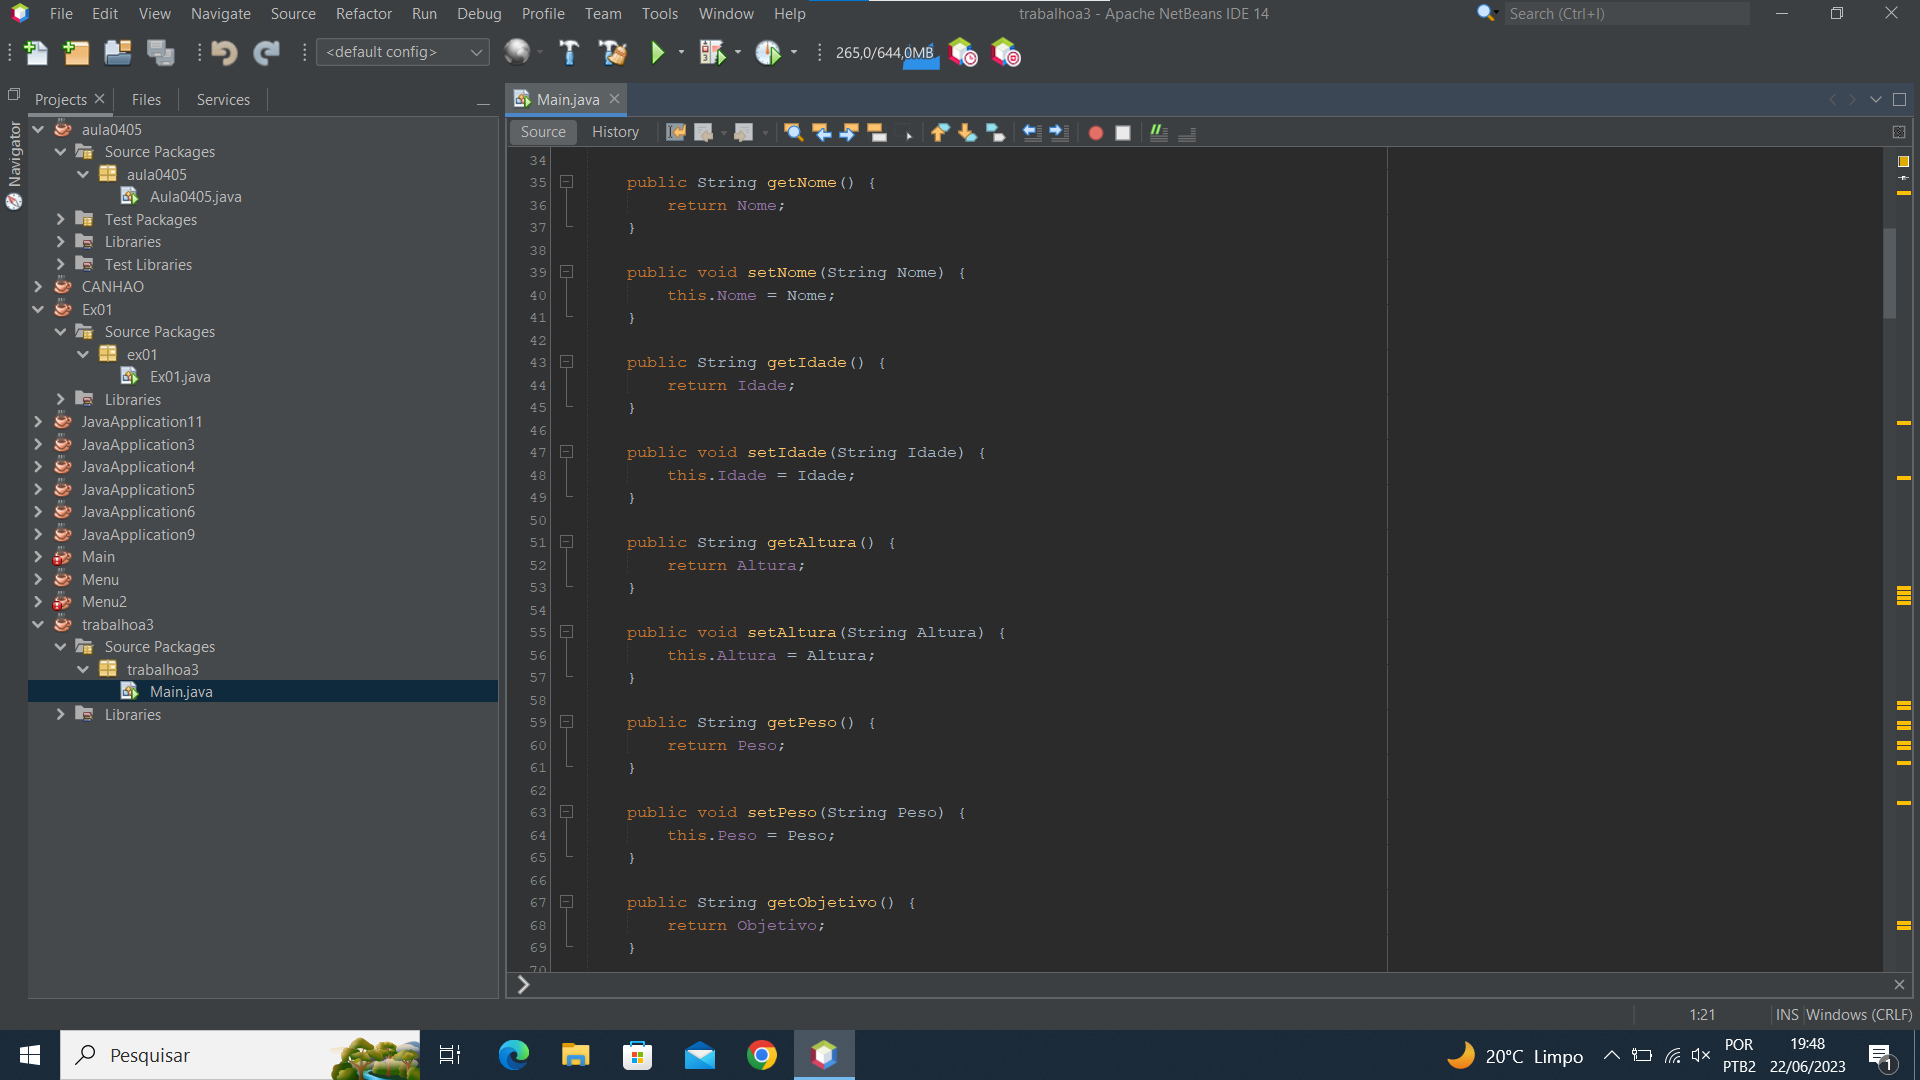 File Edit View Navigate Source Refactor Run Debug Profile Team Tools Window Help
trabalhoa3 - Apache NetBeans IDE 14
Search (Ctrl+I)
<default config>
265,0/644,0MB
Projects
Files
Services
Navigator
aula0405
Source Packages
aula0405
Aula0405.java
Test Packages
Libraries
Test Libraries
CANHAO
Ex01
Source Packages
ex01
Ex01.java
Libraries
JavaApplication11
JavaApplication3
JavaApplication4
JavaApplication5
JavaApplication6
JavaApplication9
Main
Menu
Menu2
trabalhoa3
Source Packages
trabalhoa3
Main.java
Libraries
Main.java
Source History
34
35 public String getNome() {
36 return Nome;
37 }
38
39 public void setNome(String Nome) {
40 this.Nome = Nome;
41 }
42
43 public String getIdade() {
44 return Idade;
45 }
46
47 public void setIdade(String Idade) {
48 this.Idade = Idade;
49 }
50
51 public String getAltura() {
52 return Altura;
53 }
54
55 public void setAltura(String Altura) {
56 this.Altura = Altura;
57 }
58
59 public String getPeso() {
60 return Peso;
61 }
62
63 public void setPeso(String Peso) {
64 this.Peso = Peso;
65 }
66
67 public String getObjetivo() {
68 return Objetivo;
69 }
70
1:21 INS Windows (CRLF)
Pesquisar
20°C Limpo
POR
PTB2
19:48
22/06/2023
1